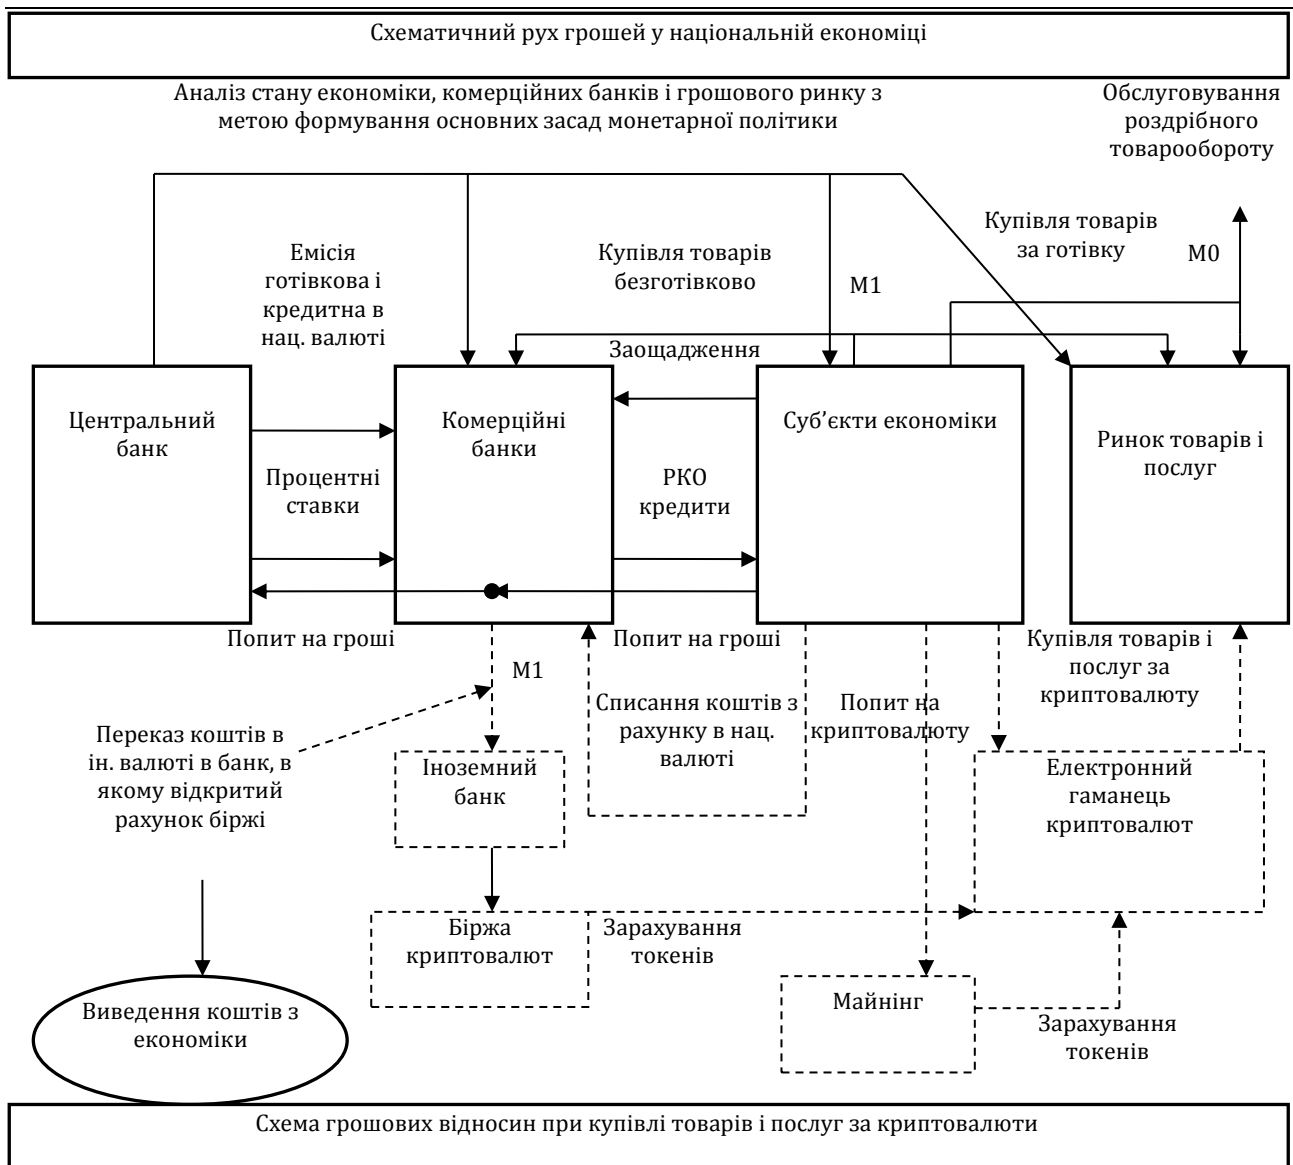 Схематичний рух грошей у національній економіці
Аналіз стану економіки, комерційних банків і грошового ринку з
метою формування основних засад монетарної політики
Обслуговування
роздрібного
товарообороту
Емісія
готівкова і
кредитна в
нац. валюті
Купівля товарів
безготівково
М1
Купівля товарів
за готівку
М0
Заощадження
Центральний
банк
Комерційні
банки
Суб’єкти економіки
Ринок товарів і
послуг
Процентні
ставки
РКО
кредити
Попит на гроші
Попит на гроші
Купівля товарів і
послуг за
криптовалюту
М1
Списання коштів з
рахунку в нац.
валюті
Попит на
криптовалюту
Переказ коштів в
ін. валюті в банк, в
якому відкритий
рахунок біржі
Іноземний
банк
Електронний
гаманець
криптовалют
Біржа
криптовалют
Зарахування
токенів
Майнінг
Зарахування
токенів
Виведення коштів з
економіки
Схема грошових відносин при купівлі товарів і послуг за криптовалюти